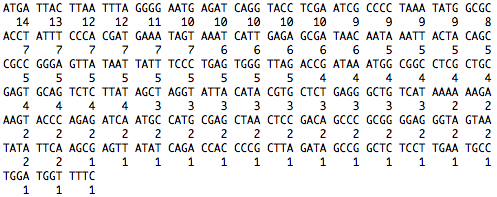 ATGA TTAC TTAA TTTA GGGG AATG AGAT CAGG TACC TCGA ATCG CCCC TAAA TATG GCGC
14 13 12 12 11 11 10 10 10 10 9 9 9 9 8
ACCT ATTT CCCA CGAT GAAA TAGT AAAT CATT GAGA GCGA TAAC AATA AATT ACTA CAGC
7 7 7 7 7 7 6 6 6 6 6 6 6 6 5
CGCC GGGA GTTA TAAT TATT TCCC TGAG TGGG TTAG ACCG ATAA ATGG CGGC CTCG CTGC
5 5 5 5 5 5 5 5 5 4 4 4 4 4 4
GAGT GCAG TCTC TTAT AGCT AGGT ATTA CATA CGTG CTCT GAGG GCTG TCAT AAAA AAGA
4 4 4 4 3 3 3 3 3 3 3 3 3 2 2
AAGT ACCC AGAG ATCA ATGC CATG CGAG CTAA CTCC GACA GCCC GCGG GGAG GGTA GTAA
2 2 2 2 2 2 2 2 2 2 2 2 2 2 2
TATA TTCA AGCG AGTT ATAT CAGA CCAC CCCG CTTA GATA GCCG GCTC TCCT TGAA TGCC
2 2 1 1 1 1 1 1 1 1 1 1 1 1 1
TGGA TGGT TTTC
1 1 1